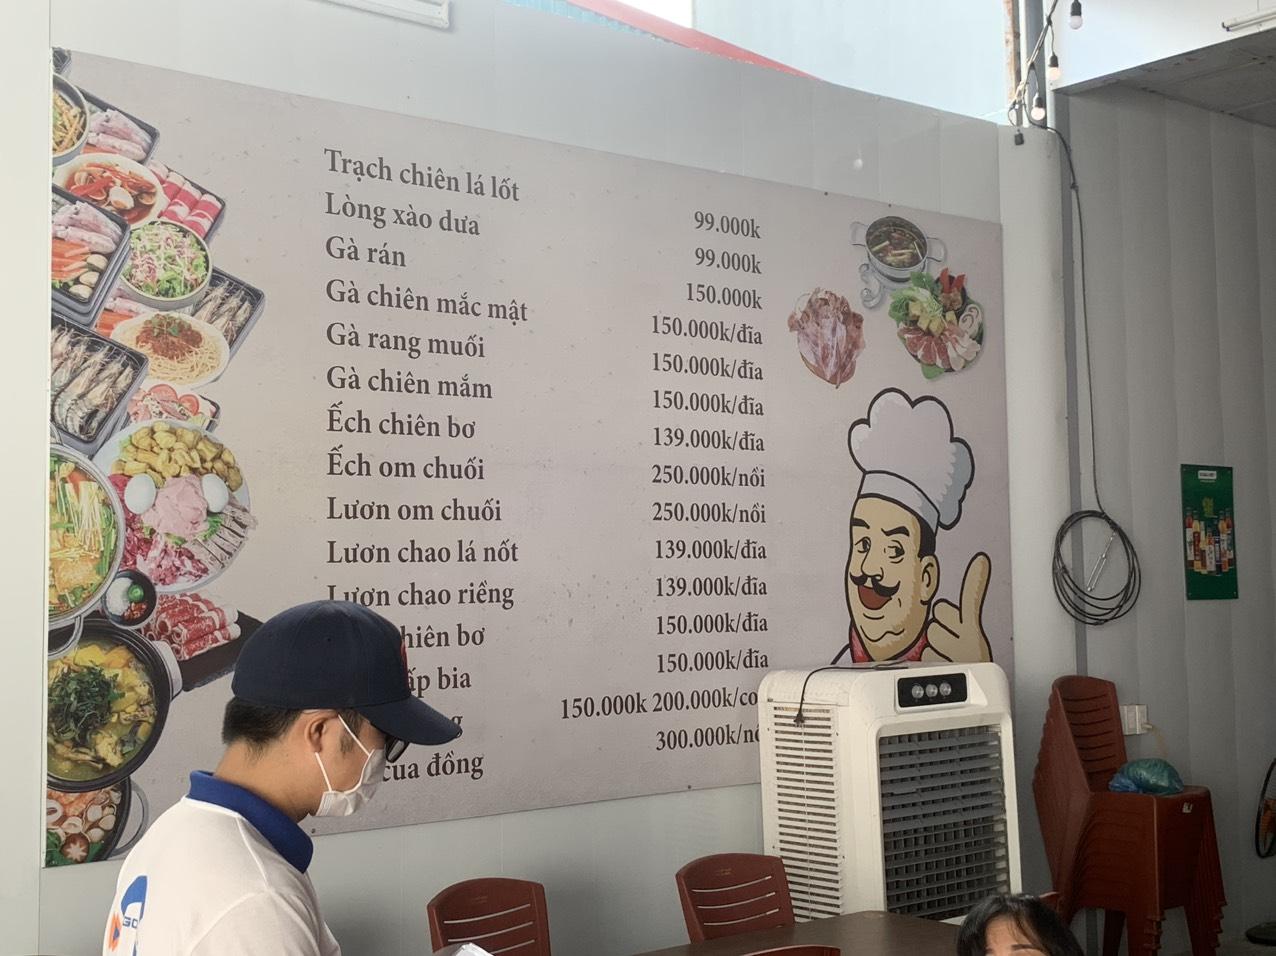 Trạch chiên lá lốt 99.000k
Lòng xào dưa 99.000k
Gà rán 150.000k
Gà chiên mắc mật 150.000k/đĩa
Gà rang muối 150.000k/đĩa
Gà chiên mắm 150.000k/đĩa
Ếch chiên bơ 139.000k/đĩa
Ếch om chuối 250.000k/nồi
Lươn om chuối 250.000k/nồi
Lươn chao lá nốt 139.000k/đĩa
Lươn chao riềng 139.000k/đĩa
chiên bơ 150.000k/đĩa
bia 150.000k/đĩa
150.000k 200.000k/co
cua đồng 300.000k/nồ